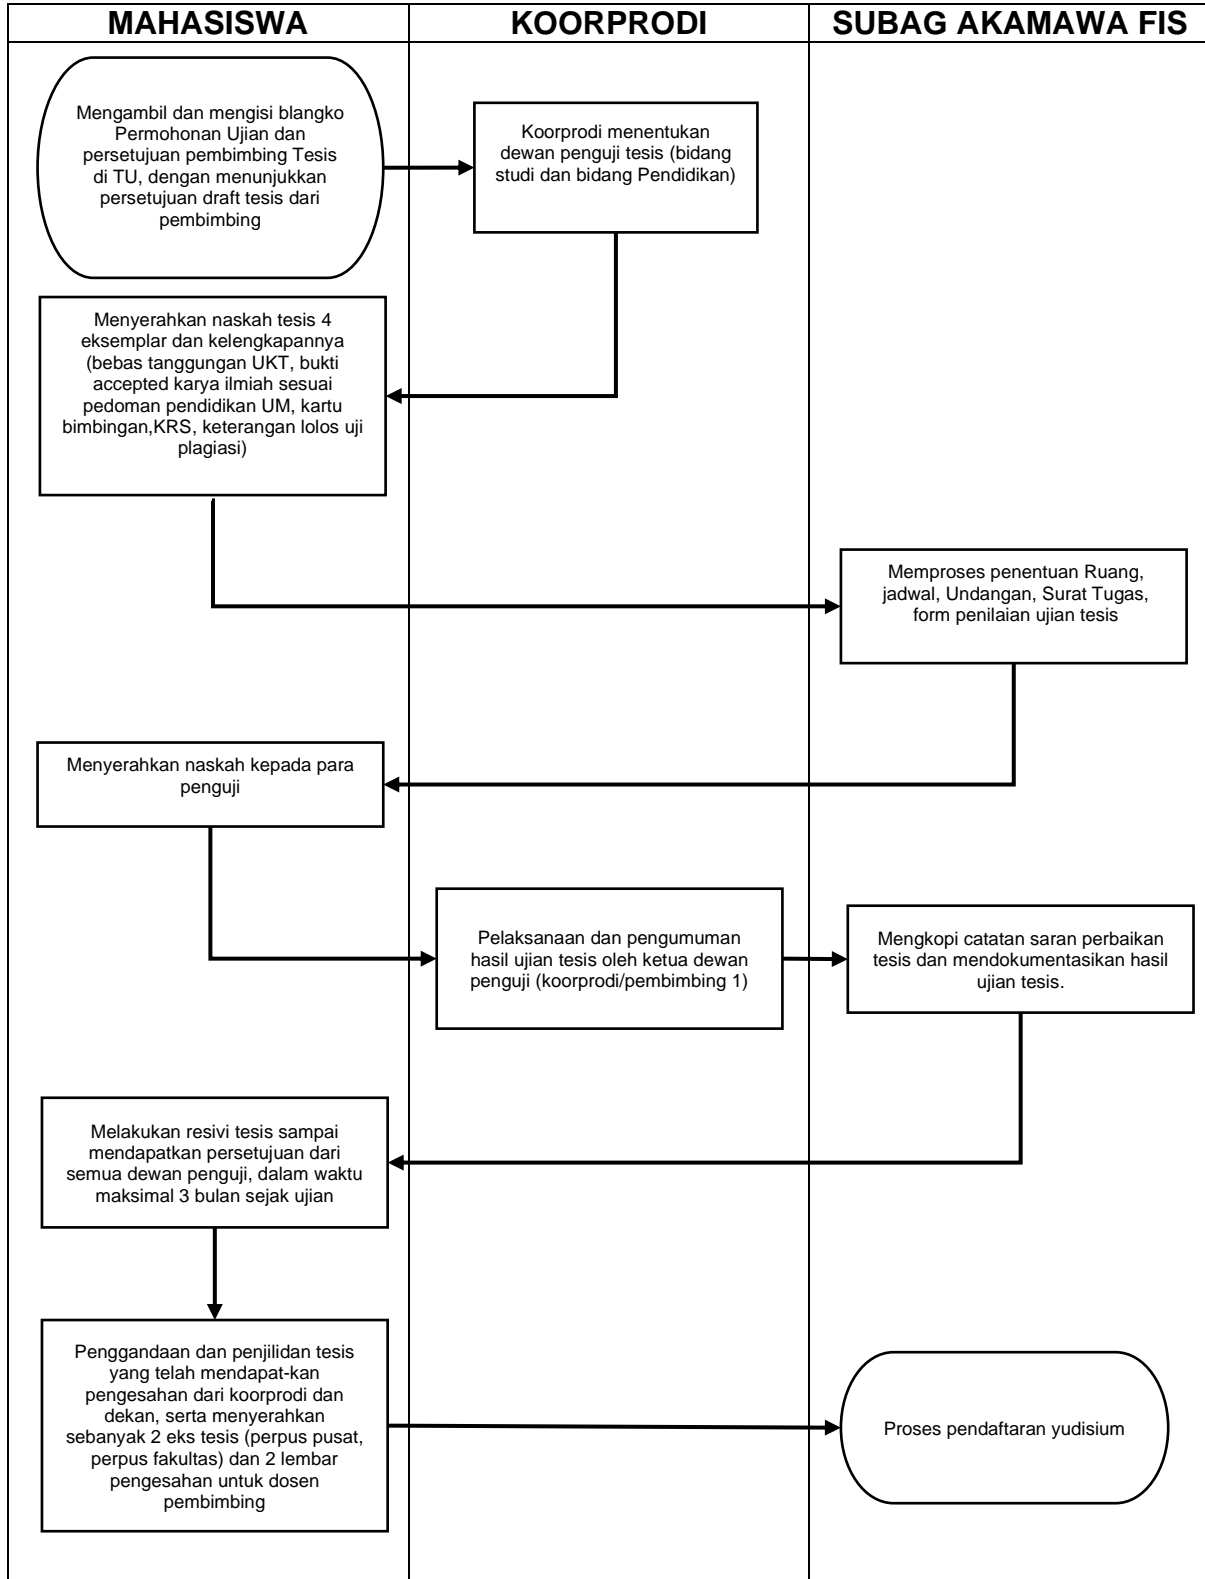 MAHASISWA
KOORPRODI
SUBAG AKAMAWA FIS
Mengambil dan mengisi blangko
Permohonan Ujian dan
persetujuan pembimbing Tesis
di TU, dengan menunjukkan
persetujuan draft tesis dari
pembimbing
Koorprodi menentukan
dewan penguji tesis (bidang
studi dan bidang Pendidikan)
Menyerahkan naskah tesis 4
eksemplar dan kelengkapannya
(bebas tanggungan UKT, bukti
accepted karya ilmiah sesuai
pedoman pendidikan UM, kartu
bimbingan,KRS, keterangan lolos uji
plagiasi)
Memproses penentuan Ruang,
jadwal, Undangan, Surat Tugas,
form penilaian ujian tesis
Menyerahkan naskah kepada para
penguji
Pelaksanaan dan pengumuman
hasil ujian tesis oleh ketua dewan
penguji (koorprodi/pembimbing 1)
Mengkopi catatan saran perbaikan
tesis dan mendokumentasikan hasil
ujian tesis.
Melakukan resivi tesis sampai
mendapatkan persetujuan dari
semua dewan penguji, dalam waktu
maksimal 3 bulan sejak ujian
Penggandaan dan penjilidan tesis
yang telah mendapat-kan
pengesahan dari koorprodi dan
dekan, serta menyerahkan
sebanyak 2 eks tesis (perpus pusat,
perpus fakultas) dan 2 lembar
pengesahan untuk dosen
pembimbing
Proses pendaftaran yudisium